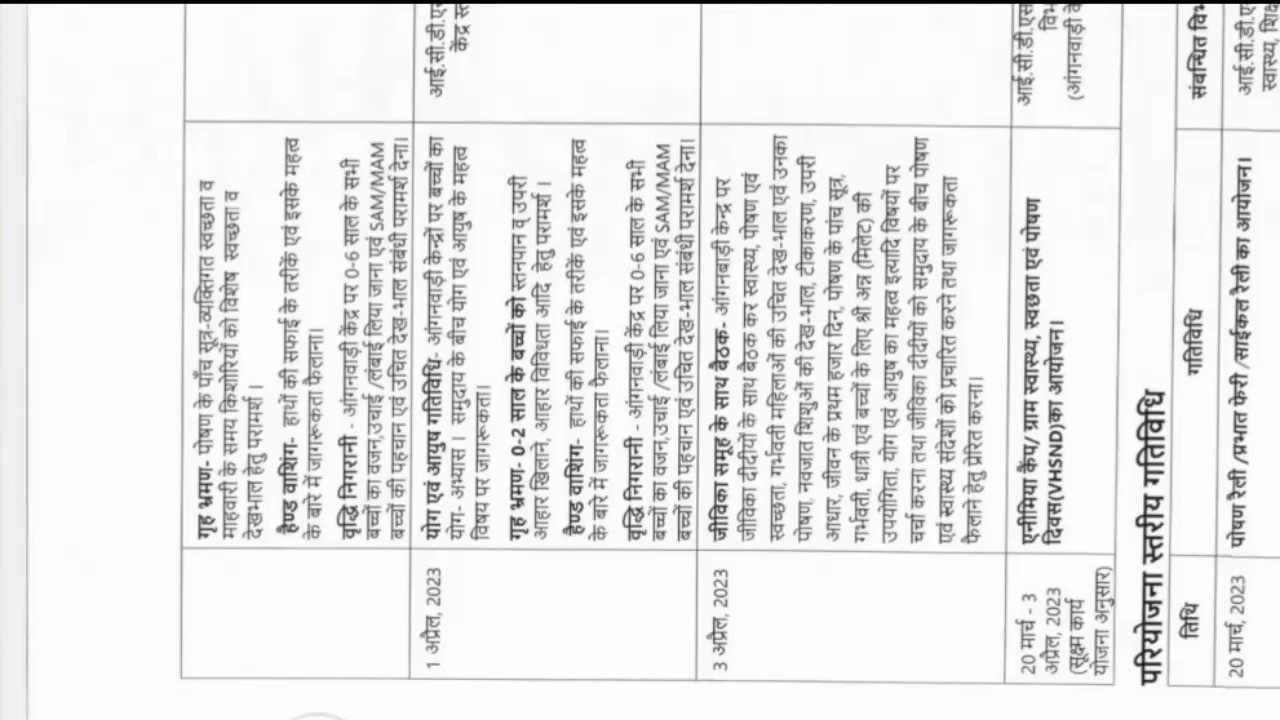 गृह भ्रमण- पोषण के पाँच सूत्र-व्यक्तिगत स्वच्छता व
माहवारी के समय किशोरियों को विशेष स्वच्छता व
देखभाल हेतु परामर्श ।
हैण्ड वाशिंग- हाथों की सफाई के तरीकें एवं इसके महत्व
के बारे में जागरूकता फैलाना।
वृद्धि निगरानी - आंगनवाड़ी केंद्र पर 0-6 साल के सभी
बच्चों का वजन,उचाई /लंबाई लिया जाना एवं SAM/MAM
बच्चों की पहचान एवं उचित देख-भाल संबंधी परामर्श देना।
1 अप्रैल, 2023
योग एवं आयुष गतिविधि- आंगनवाड़ी केन्द्रों पर बच्चों का
योग- अभ्यास । समुदाय के बीच योग एवं आयुष के महत्व
विषय पर जागरूकता।
गृह भ्रमण- 0-2 साल के बच्चों को स्तनपान व् उपरी
आहार खिलाने, आहार विविधता आदि हेतु परामर्श ।
हैण्ड वाशिंग- हाथों की सफाई के तरीकें एवं इसके महत्व
के बारे में जागरूकता फैलाना।
वृद्धि निगरानी - आंगनवाड़ी केंद्र पर 0-6 साल के सभी
बच्चों का वजन,उचाई /लंबाई लिया जाना एवं SAM/MAM
बच्चों की पहचान एवं उचित देख-भाल संबंधी परामर्श देना।
आई.सी.डी.एस
केंद्र
3 अप्रैल, 2023
जीविका समूह के साथ बैठक- आंगनबाड़ी केन्द्र पर
जीविका दीदीयों के साथ बैठक कर स्वास्थ्य, पोषण एवं
स्वच्छता, गर्भवती महिलाओं की उचित देख-भाल एवं उनका
पोषण, नवजात शिशुओं की देख-भाल, टीकाकरण, उपरी
आधार, जीवन के प्रथम हजार दिन, पोषण के पांच सूत्र,
गर्भवती, धात्री एवं बच्चों के लिए श्री अन्न (मिलेट) की
उपयोगिता, योग एवं आयुष का महत्व इत्यादि विषयों पर
चर्चा करना तथा जीविका दीदीयों को समुदाय के बीच पोषण
एवं स्वास्थ्य संदेशों को प्रचारित करने तथा जागरूकता
फैलाने हेतु प्रेरित करना।
20 मार्च - 3
अप्रैल, 2023
(सूक्ष्म कार्य
योजना अनुसार)
एनीमिया कैंप/ ग्राम स्वास्थ्य, स्वच्छता एवं पोषण
दिवस(VHSND)का आयोजन।
आई.सी.डी.एस
(आंगनवाड़ी
परियोजना स्तरीय गतिविधि
तिथि
गतिविधि
संबन्धित
20 मार्च, 2023
पोषण रैली /प्रभात फेरी /साईकल रैली का आयोजन।
आई.सी.डी.एस
स्वास्थ्य,